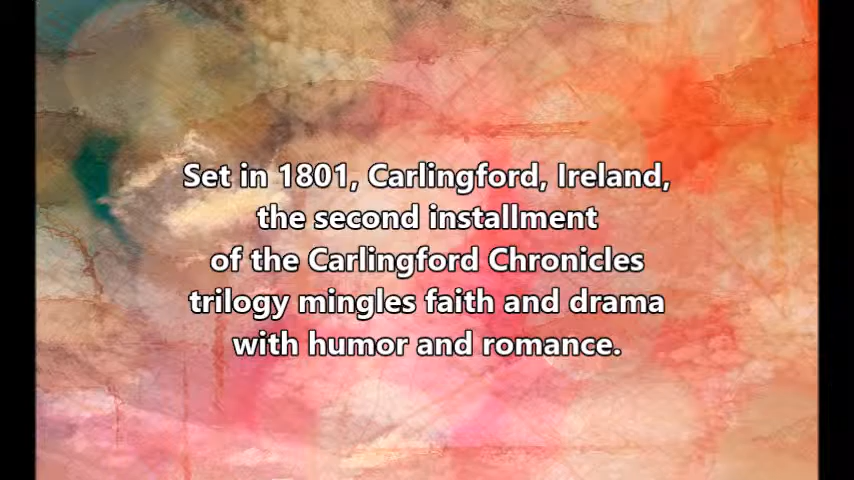 Set in 1801, Carlingford, Ireland,
the second installment
of the Carlingford Chronicles
trilogy mingles faith and drama
with humor and romance.